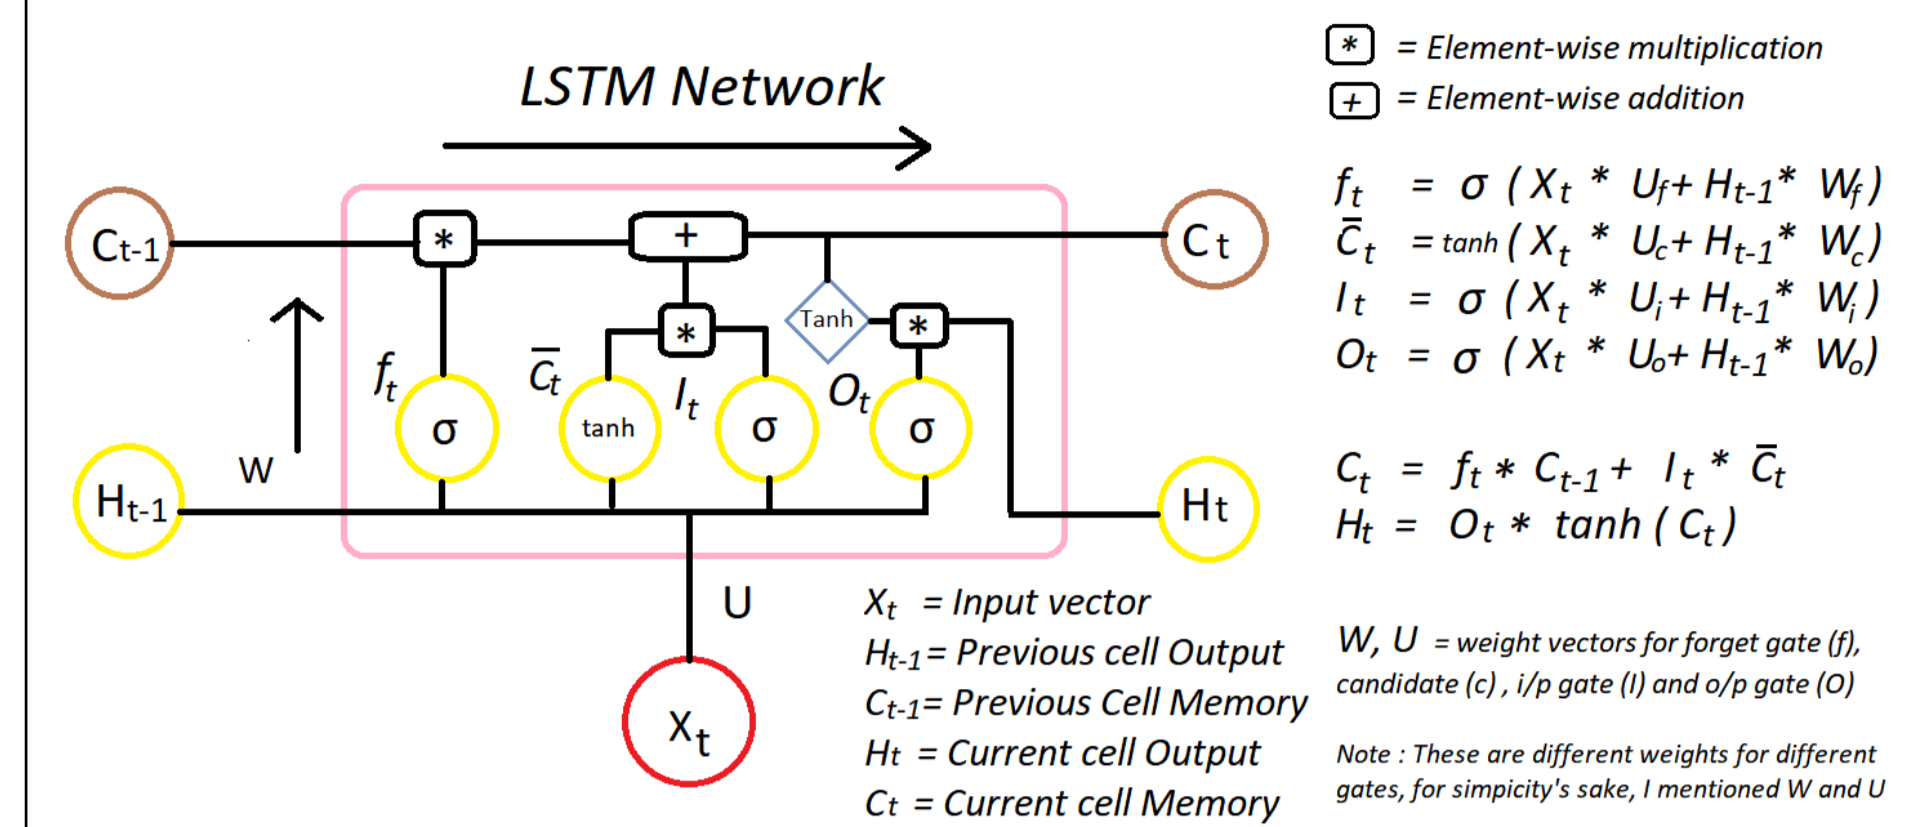 LSTM Network
* = Element-wise multiplication
+ = Element-wise addition
Ct-1
*
+
Ct
Tanh
*
*
ft
C̅t
It
Ot
σ
tanh
σ
σ
W
Ht-1
Ht
U
Xt
ft = σ ( Xt * Uf + Ht-1 * Wf )
C̅t = tanh ( Xt * Uc + Ht-1 * Wc )
It = σ ( Xt * Ui + Ht-1 * Wi )
Ot = σ ( Xt * Uo + Ht-1 * Wo )
Ct = ft * Ct-1 + It * C̅t
Ht = Ot * tanh ( Ct )
Xt = Input vector
Ht-1 = Previous cell Output
Ct-1 = Previous Cell Memory
Ht = Current cell Output
Ct = Current cell Memory
W, U = weight vectors for forget gate (f),
candidate (c) , i/p gate (I) and o/p gate (O)
Note : These are different weights for different
gates, for simpicity's sake, I mentioned W and U